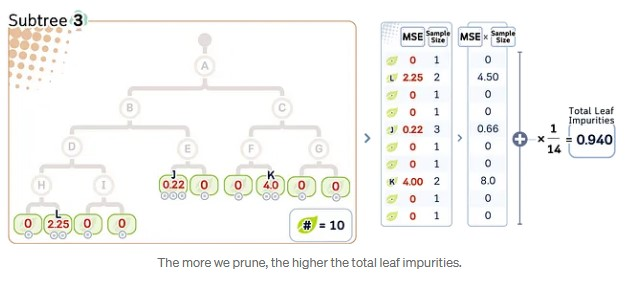 Subtree 3
A
B C
D E F G
H I
J K
0.22 0 0 4.0 0 0
L
0 2.25 0 0
# = 10
MSE Sample Size MSE x Sample Size
0 1 0
L 2.25 2 4.50
0 1 0
0 1 0
J 0.22 3 0.66
0 1 0
0 1 0
K 4.00 2 8.0
0 1 0
0 1 0
> >
+ × 1/14 = 0.940
Total Leaf Impurities
The more we prune, the higher the total leaf impurities.